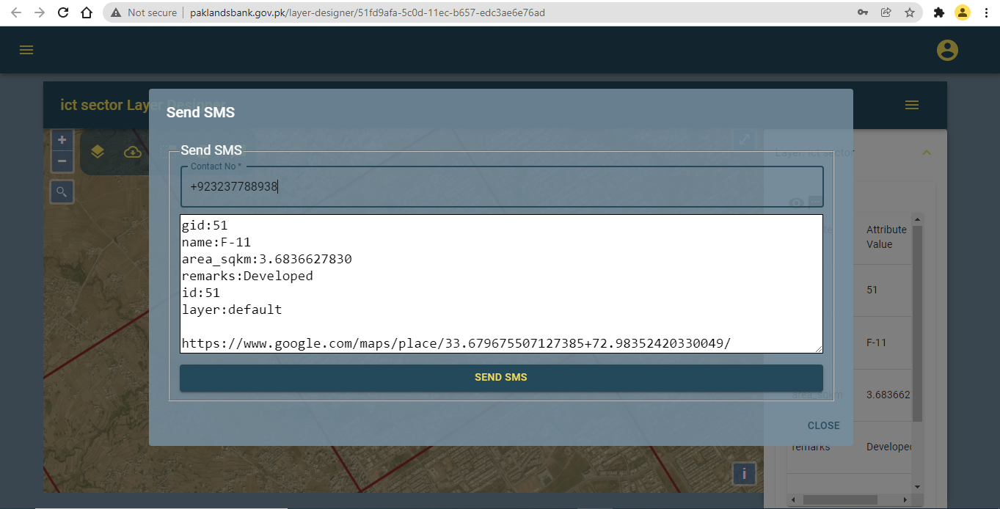 Not secure
paklandsbank.gov.pk/layer-designer/51fd9afa-5c0d-11ec-b657-edc3ae6e76ad
ict sector Layer Designer
Send SMS
Send SMS
Contact No *
+923237788938
gid:51
name:F-11
area_sqkm:3.6836627830
remarks:Developed
id:51
layer:default
https://www.google.com/maps/place/33.679675507127385+72.98352420330049/
SEND SMS
CLOSE
+
−
Layer: ict sector
Attribute
Value
51
F-11
area_sqkm
3.683662
remarks
Develope
i